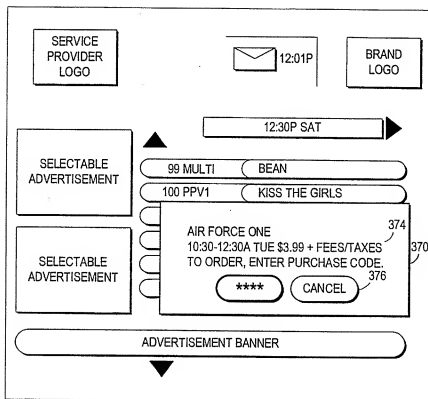 SERVICE
PROVIDER
LOGO
12:01P
BRAND
LOGO
12:30P SAT
SELECTABLE
ADVERTISEMENT
99 MULTI BEAN
100 PPV1 KISS THE GIRLS
AIR FORCE ONE
10:30-12:30A TUE $3.99 + FEES/TAXES
TO ORDER, ENTER PURCHASE CODE.
**** CANCEL
374
370
376
SELECTABLE
ADVERTISEMENT
ADVERTISEMENT BANNER